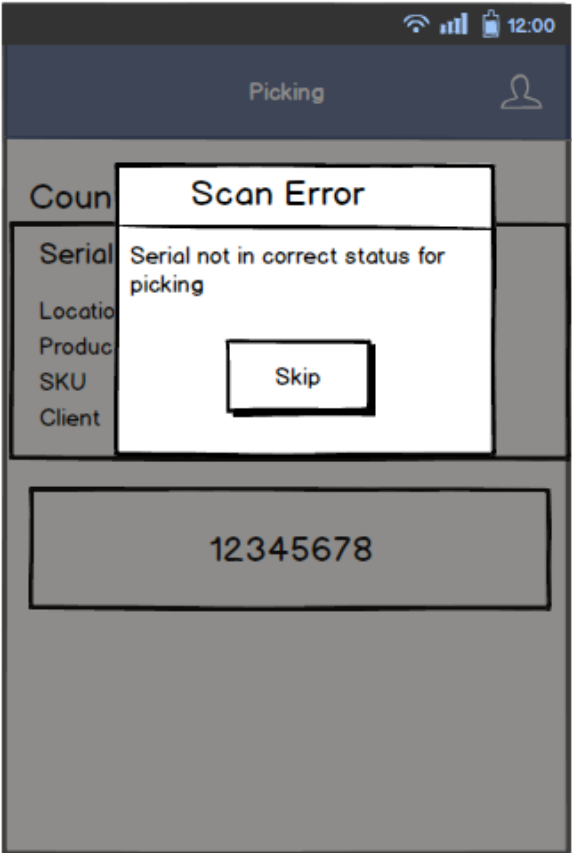 12:00
Picking
Coun
Scan Error
Serial
Serial not in correct status for
picking
Locatio
Produc
SKU
Client
Skip
12345678